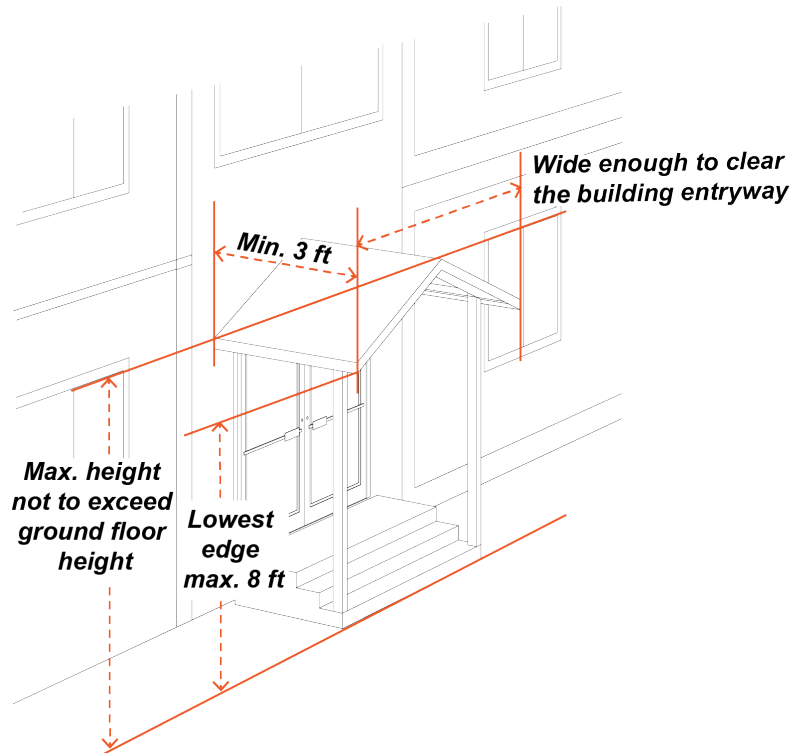 Wide enough to clear
the building entryway
Min. 3 ft
Max. height
not to exceed
ground floor
height
Lowest
edge
max. 8 ft